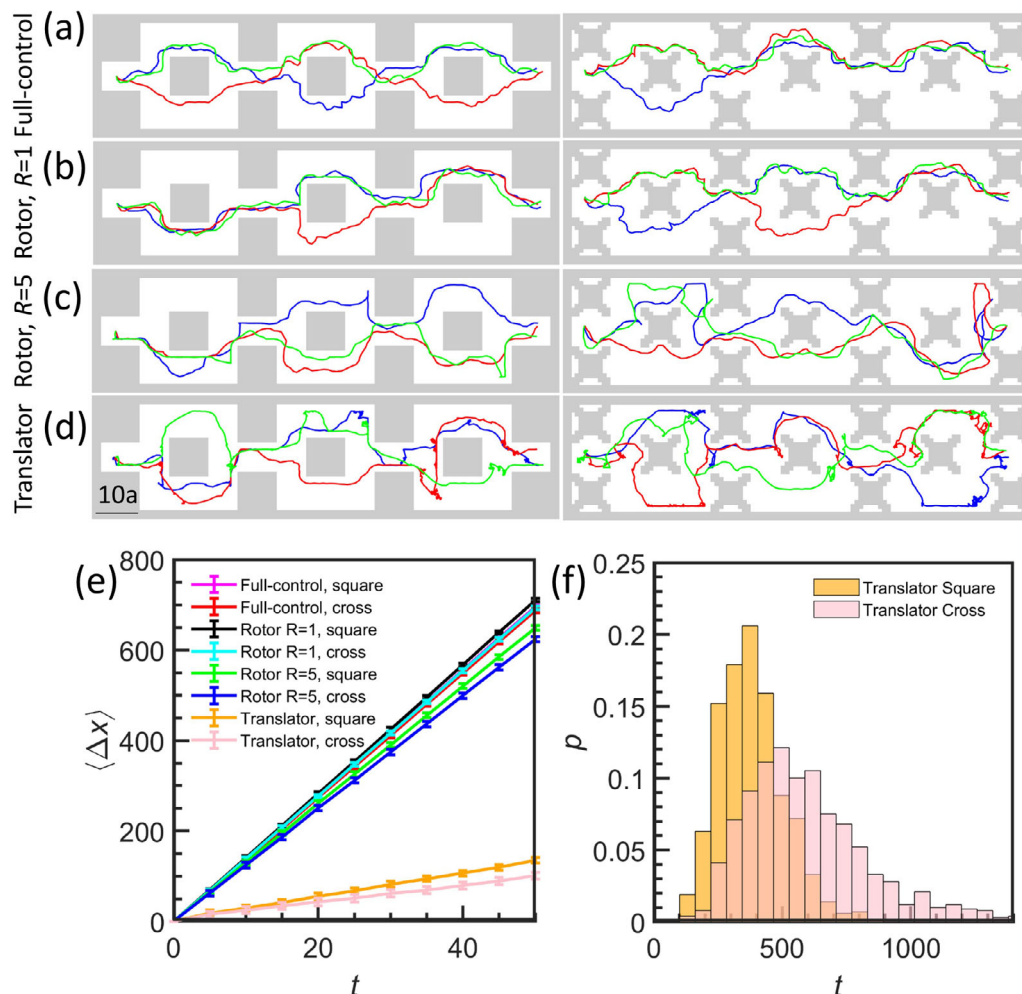 (a)
Full-control
(b)
Rotor, R=1
(c)
Rotor, R=5
(d)
Translator
10a
(e)
800
600
400
200
0
⟨Δx⟩
Full-control, square
Full-control, cross
Rotor R=1, square
Rotor R=1, cross
Rotor R=5, square
Rotor R=5, cross
Translator, square
Translator, cross
0
20
40
t
(f)
0.25
0.2
0.15
0.1
0.05
0
p
Translator Square
Translator Cross
0
500
1000
t